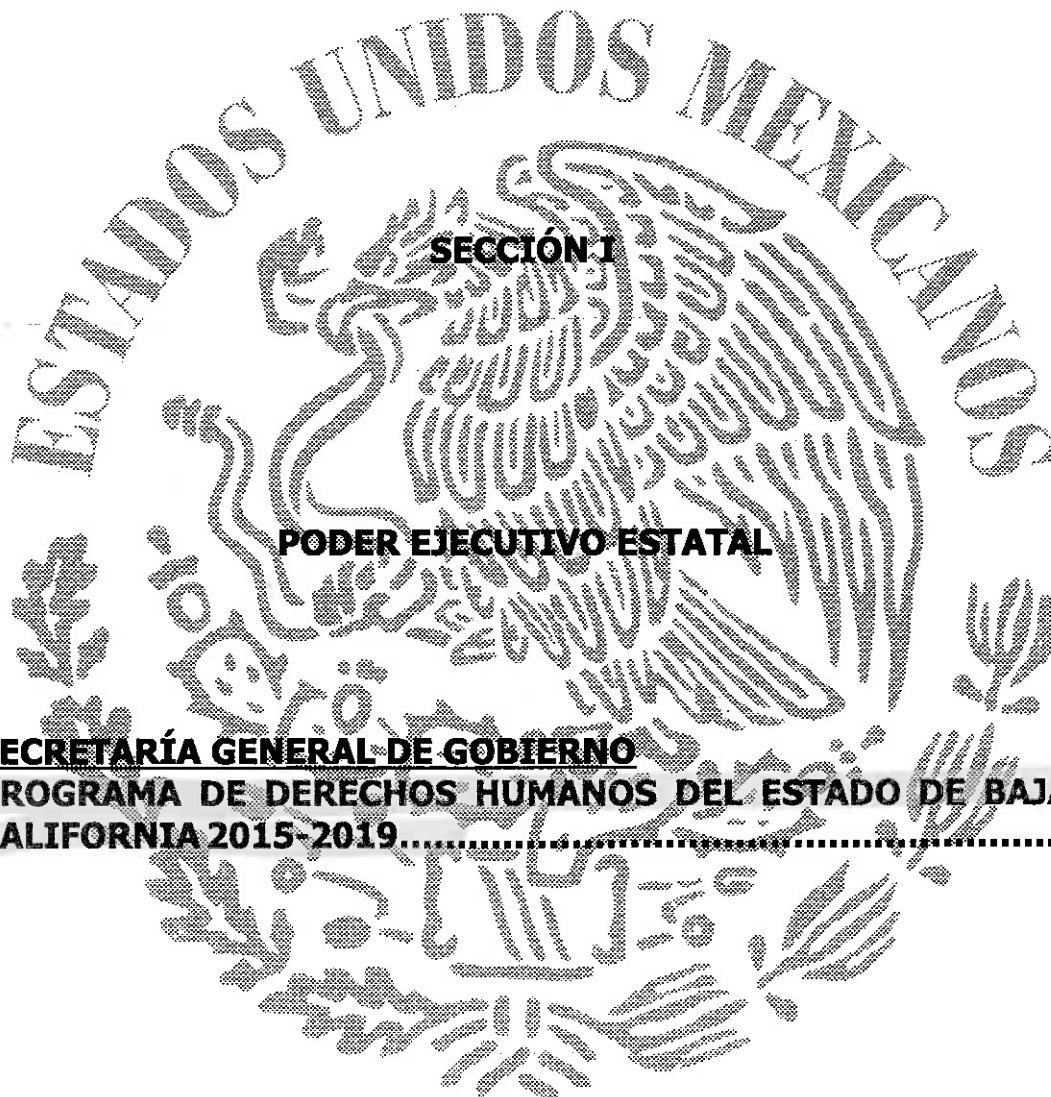 ESTADOS UNIDOS MEXICANOS
SECCIÓN I
PODER EJECUTIVO ESTATAL
ECRETARÍA GENERAL DE GOBIERNO
ROGRAMA DE DERECHOS HUMANOS DEL ESTADO DE BAJA
ALIFORNIA 2015-2019........................................................